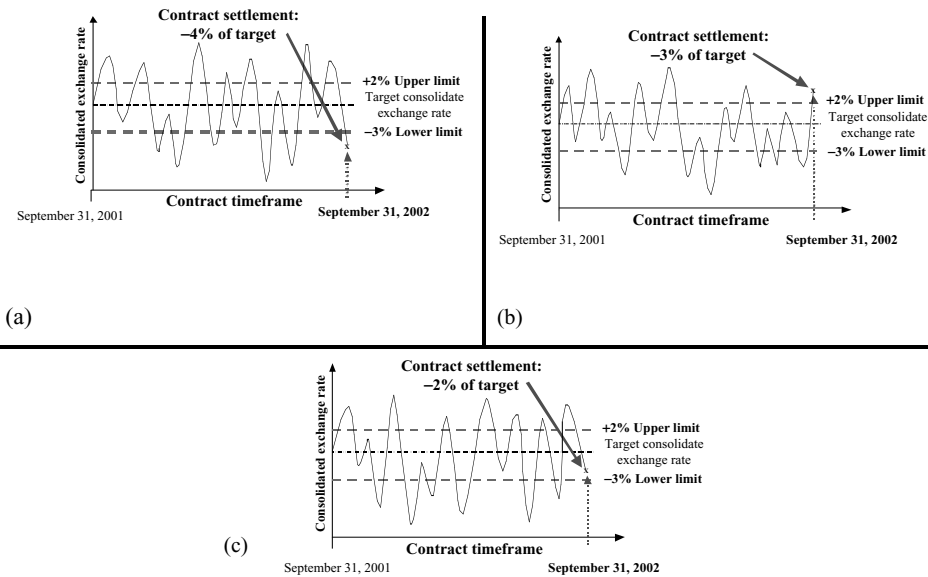 Contract settlement:
−4% of target
Consolidated exchange rate
+2% Upper limit
Target consolidate
exchange rate
−3% Lower limit
Contract timeframe
September 31, 2001
September 31, 2002
(a)
Contract settlement:
−3% of target
Consolidated exchange rate
+2% Upper limit
Target consolidate
exchange rate
−3% Lower limit
Contract timeframe
September 31, 2001
September 31, 2002
(b)
Contract settlement:
−2% of target
Consolidated exchange rate
+2% Upper limit
Target consolidate
exchange rate
−3% Lower limit
Contract timeframe
September 31, 2001
September 31, 2002
(c)